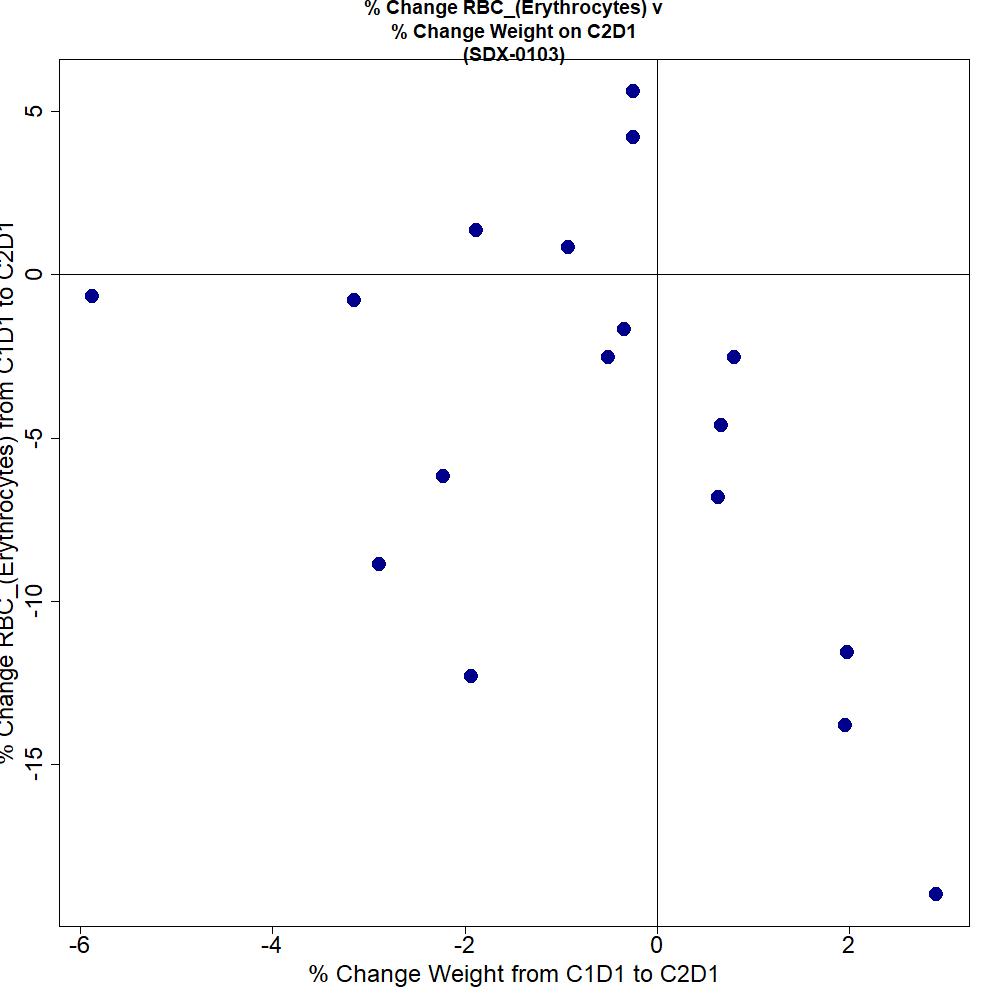 % Change RBC_(Erythrocytes) v
% Change Weight on C2D1
(SDX-0103)
% Change RBC_(Erythrocytes) from C1D1 to C2D1
5
0
-5
-10
-15
-6
-4
-2
0
2
% Change Weight from C1D1 to C2D1